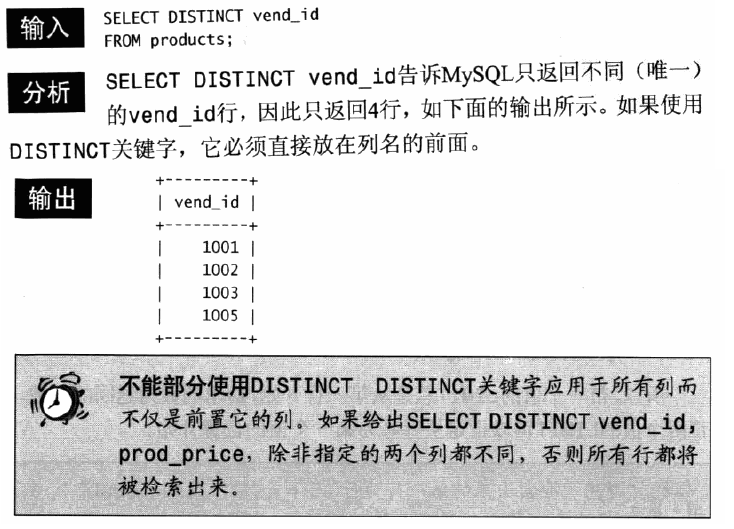 输入
SELECT DISTINCT vend_id
FROM products;
分析
SELECT DISTINCT vend_id告诉MySQL只返回不同（唯一）
的vend_id行，因此只返回4行，如下面的输出所示。如果使用
DISTINCT关键字，它必须直接放在列名的前面。
输出
+---------+
| vend_id |
+---------+
|    1001 |
|    1002 |
|    1003 |
|    1005 |
+---------+
不能部分使用DISTINCT DISTINCT关键字应用于所有列而
不仅是前置它的列。如果给出SELECT DISTINCT vend_id,
prod_price，除非指定的两个列都不同，否则所有行都将
被检索出来。